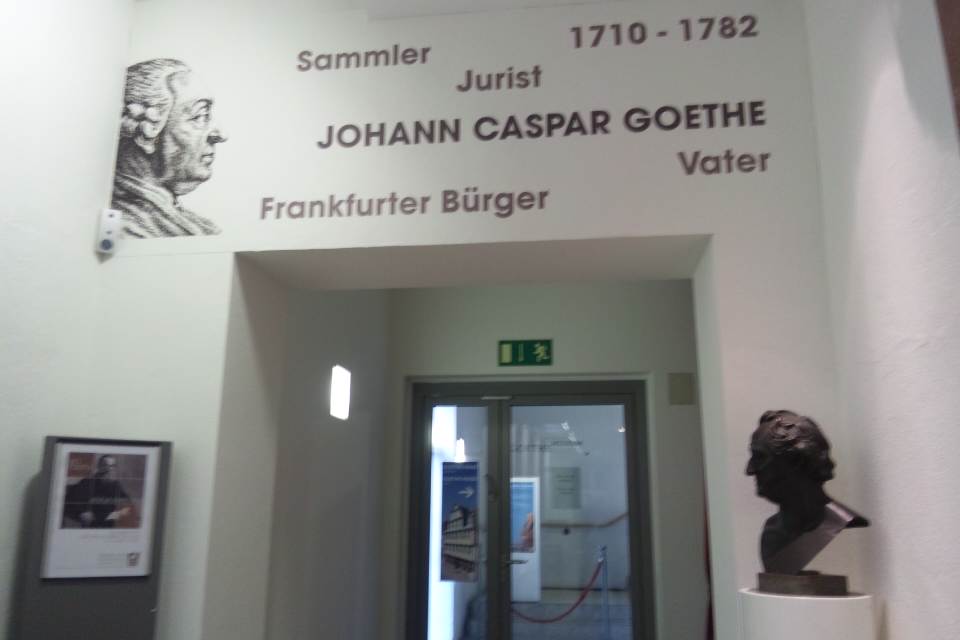 Sammler
1710 - 1782
Jurist
JOHANN CASPAR GOETHE
Vater
Frankfurter Bürger